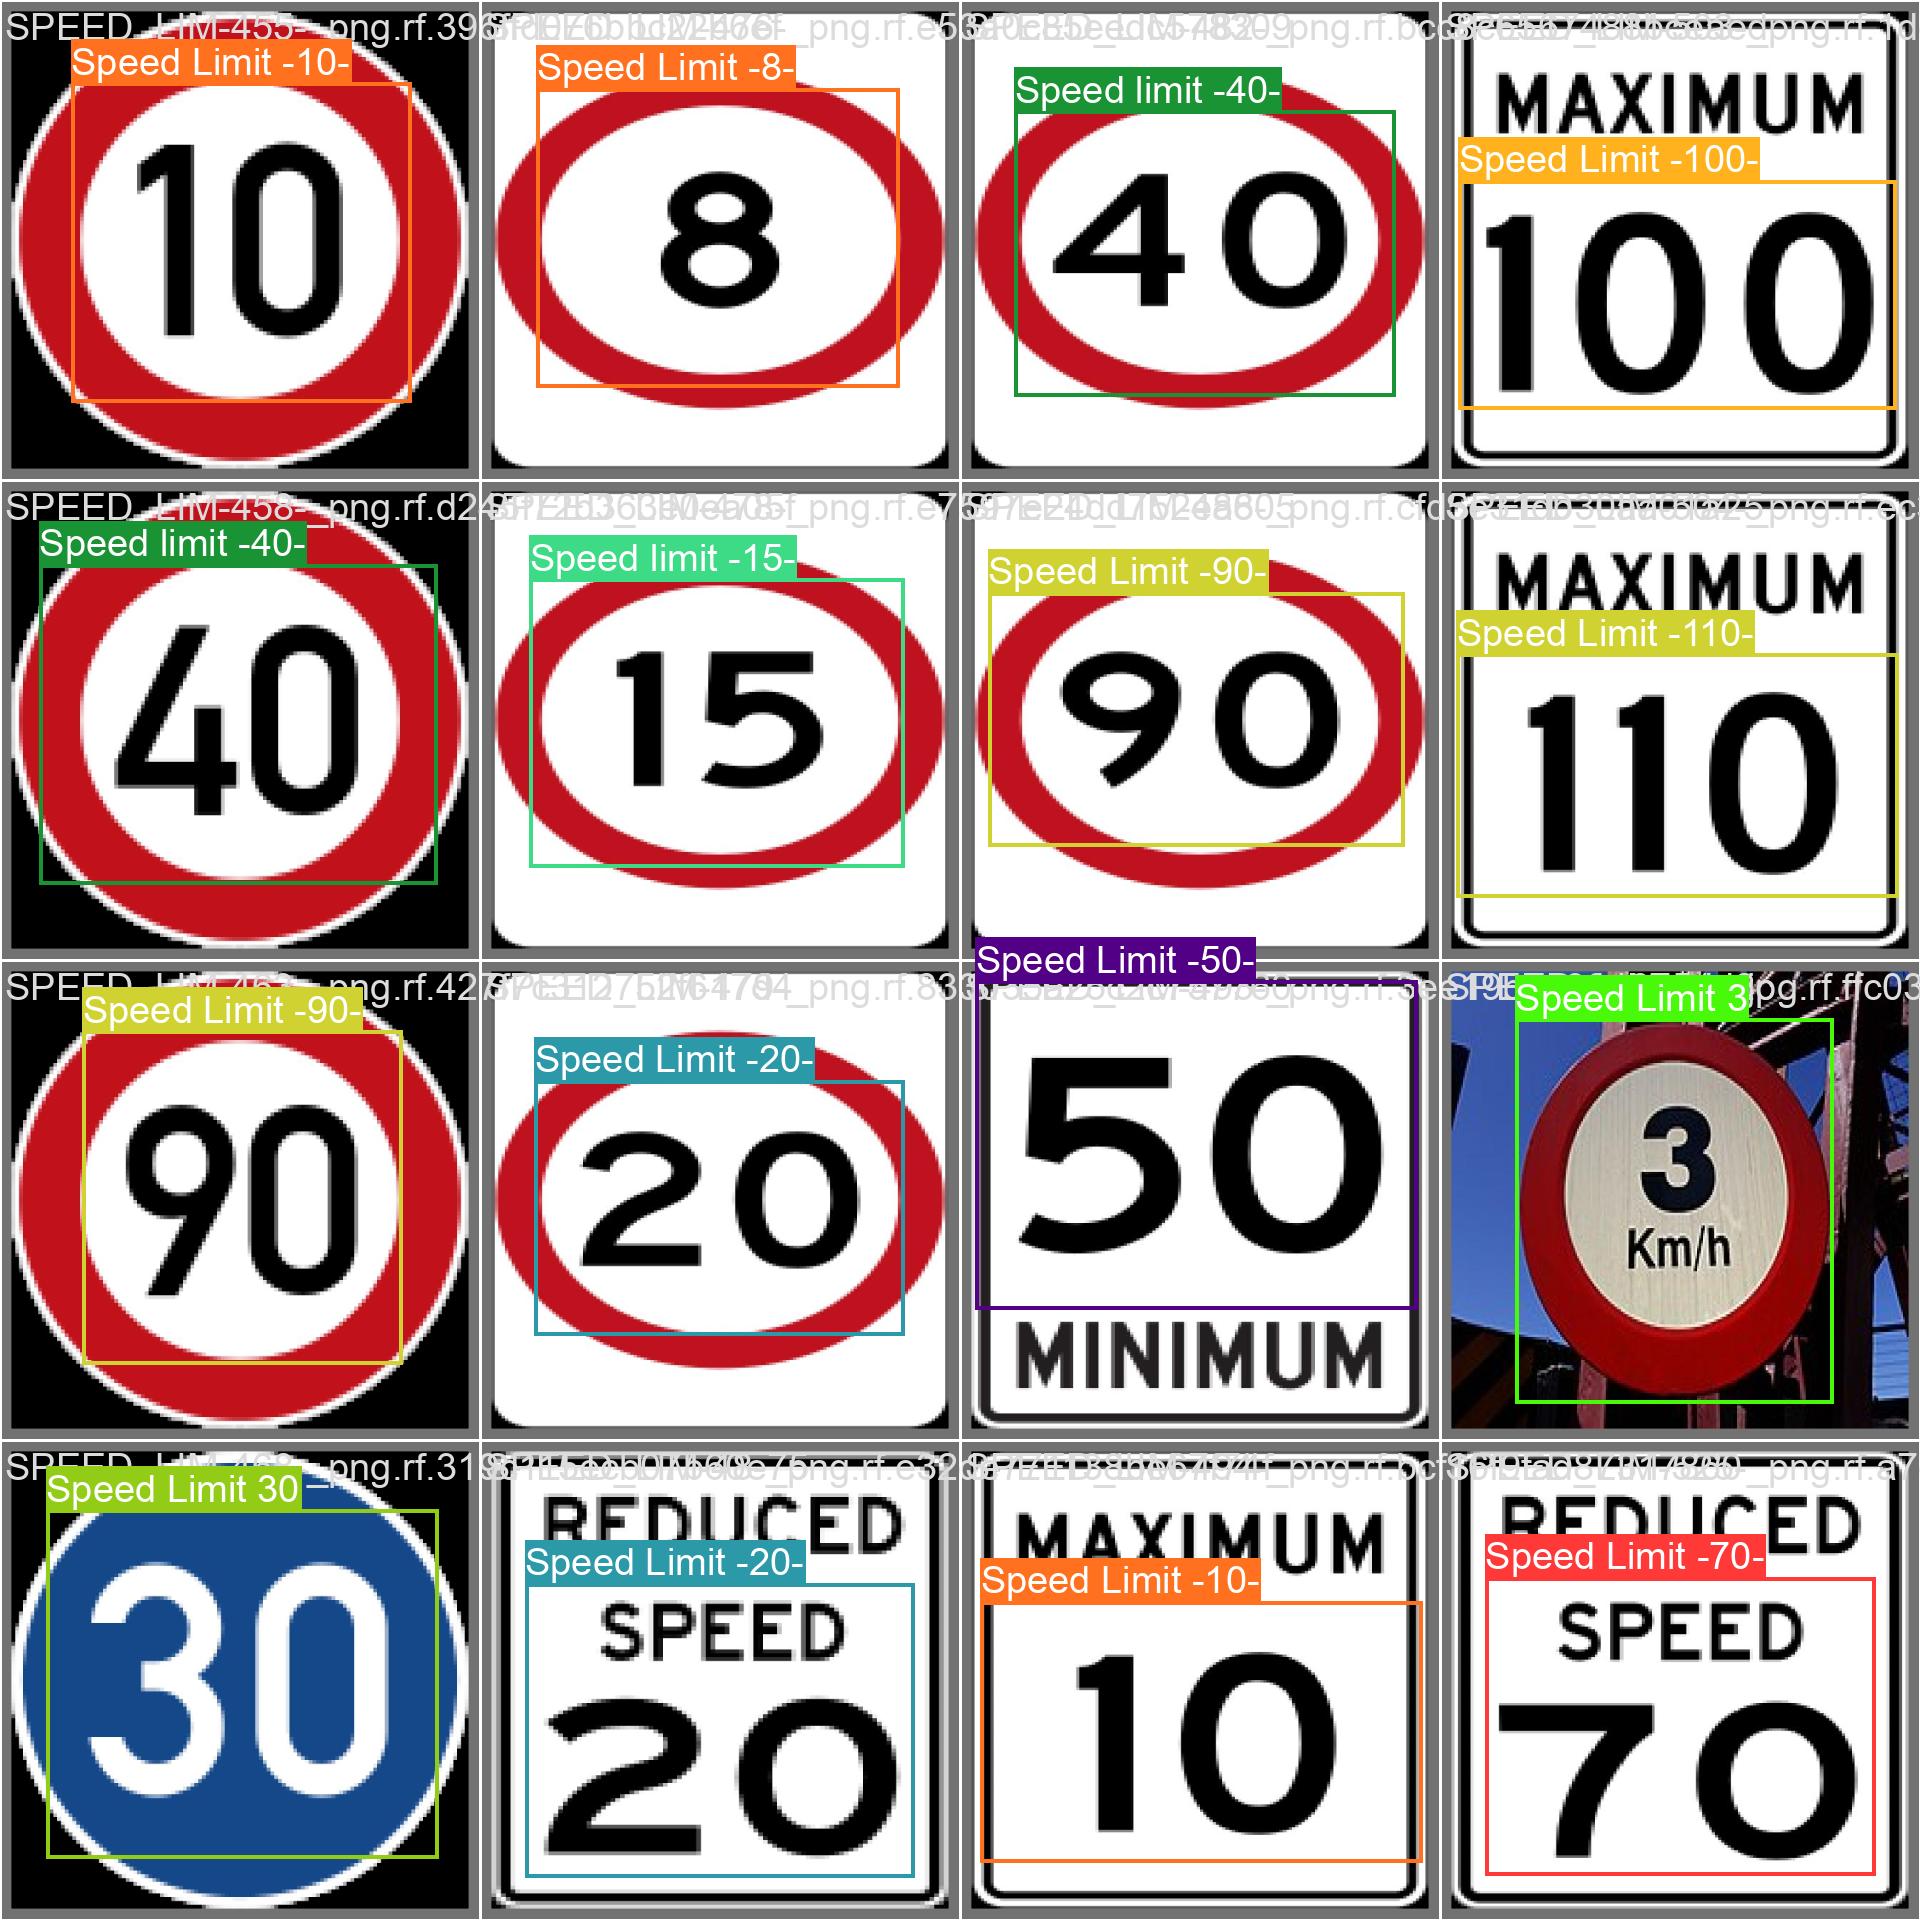 Speed Limit -10-
10
Speed Limit -8-
8
Speed limit -40-
40
MAXIMUM
Speed Limit -100-
100
Speed limit -40-
40
Speed limit -15-
15
Speed Limit -90-
90
MAXIMUM
Speed Limit -110-
110
Speed Limit -90-
90
Speed Limit -20-
20
Speed Limit -50-
50
MINIMUM
Speed Limit 3
3
Km/h
Speed Limit 30
30
REDUCED
Speed Limit -20-
SPEED
20
MAXIMUM
Speed Limit -10-
10
REDUCED
Speed Limit -70-
SPEED
70